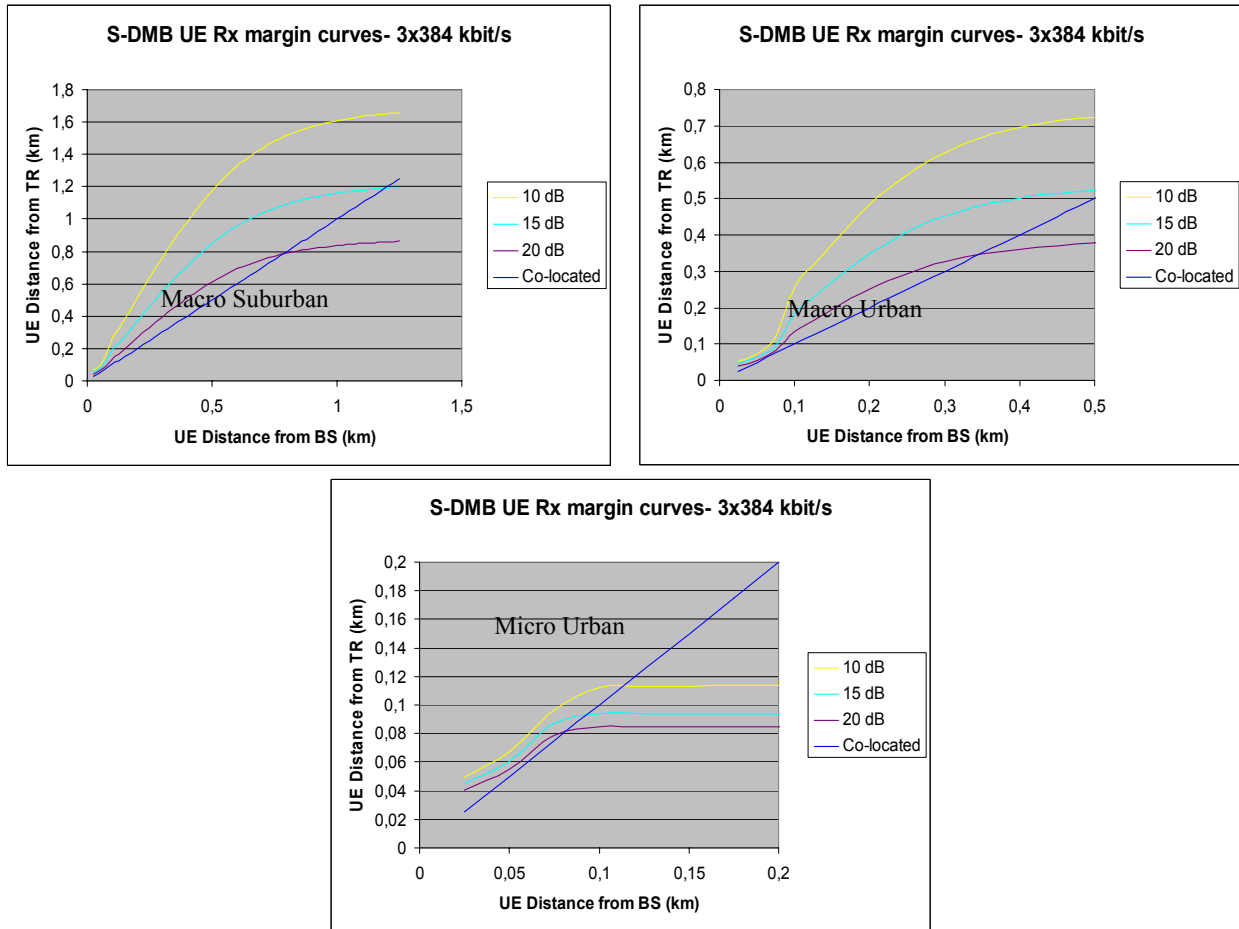 S-DMB UE Rx margin curves- 3x384 kbit/s
UE Distance from TR (km)
1,8
1,6
1,4
1,2
1
0,8
0,6
0,4
0,2
0
Macro Suburban
0
0,5
1
1,5
UE Distance from BS (km)
10 dB
15 dB
20 dB
Co-located
S-DMB UE Rx margin curves- 3x384 kbit/s
UE Distance from TR (km)
0,8
0,7
0,6
0,5
0,4
0,3
0,2
0,1
0
Macro Urban
0
0,1
0,2
0,3
0,4
0,5
UE Distance from BS (km)
10 dB
15 dB
20 dB
Co-located
S-DMB UE Rx margin curves- 3x384 kbit/s
UE Distance from TR (km)
0,2
0,18
0,16
0,14
0,12
0,1
0,08
0,06
0,04
0,02
0
Micro Urban
0
0,05
0,1
0,15
0,2
UE Distance from BS (km)
10 dB
15 dB
20 dB
Co-located